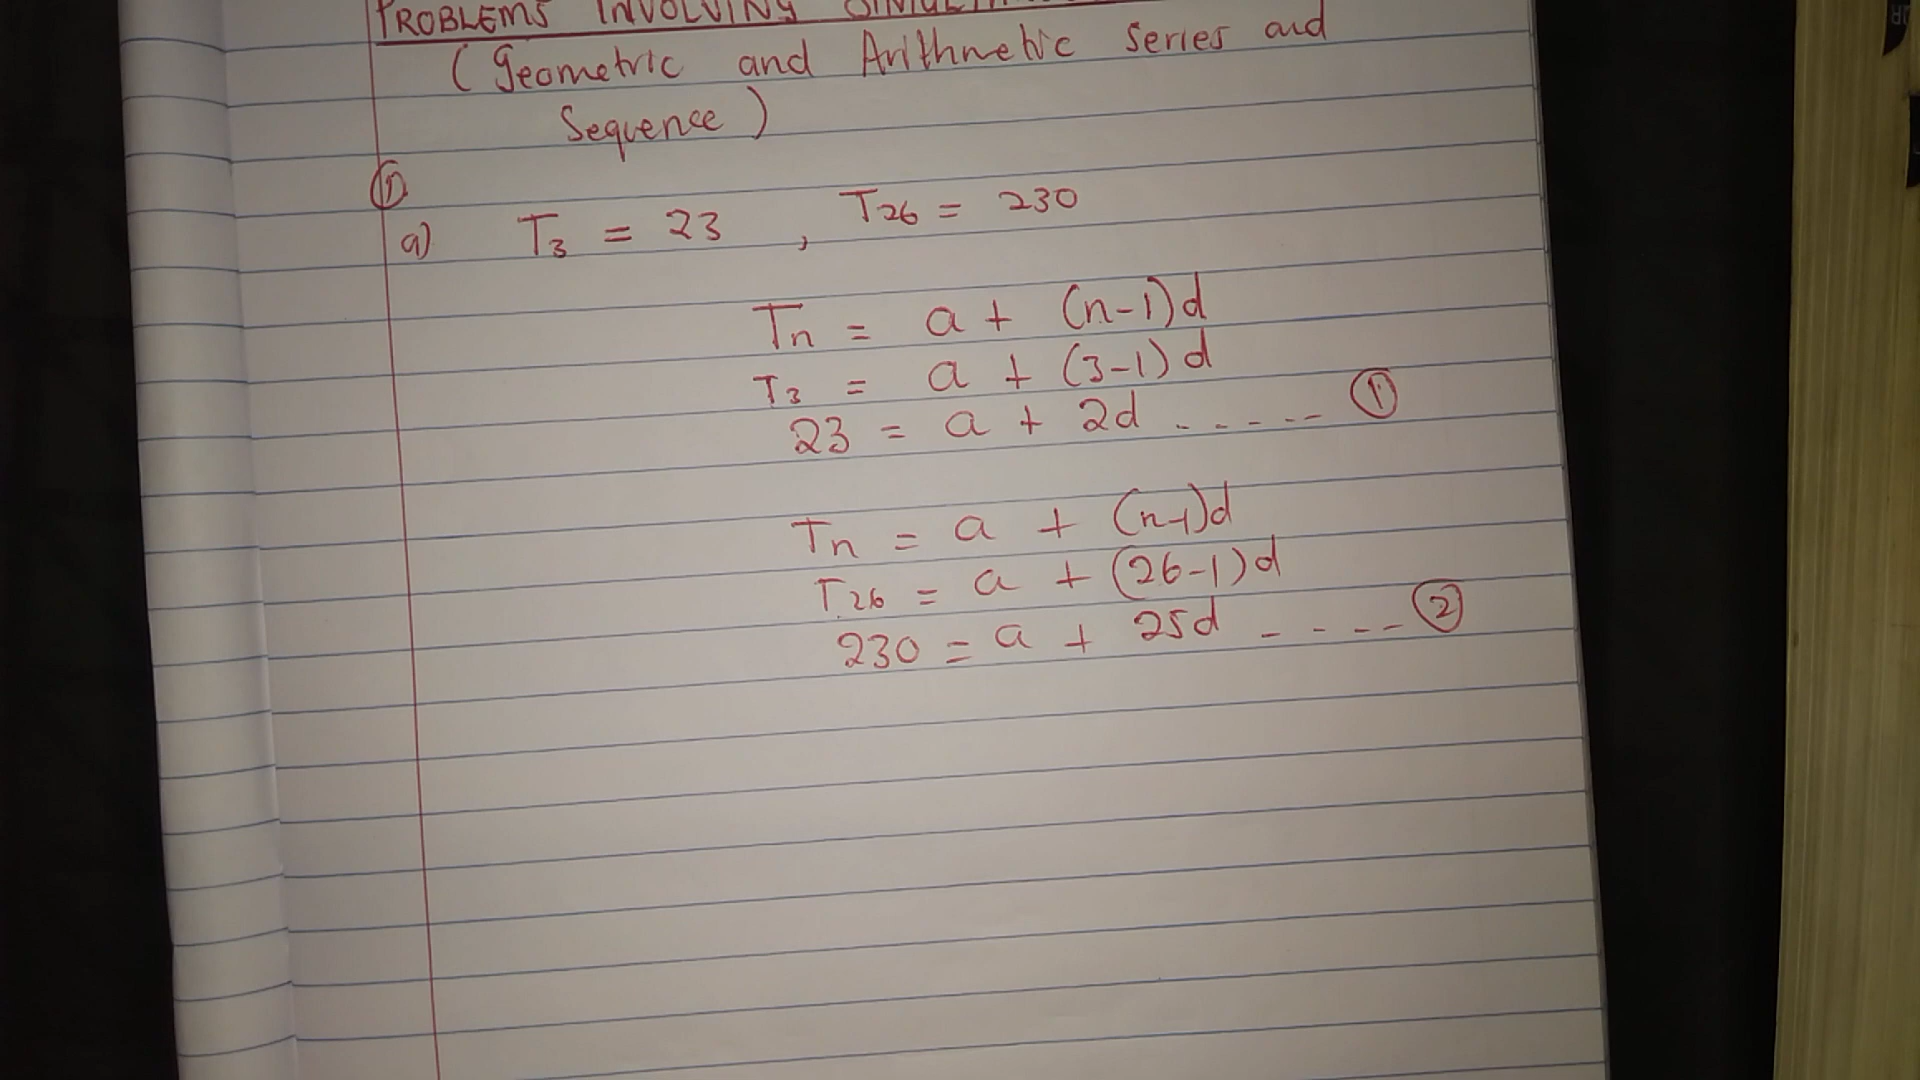 PROBLEMS INVOLVING
(Geometric and Arithmetic series and
Sequence)
①
a) T3 = 23 , T26 = 230
Tn = a + (n-1)d
T3 = a + (3-1)d
23 = a + 2d ----- ①
Tn = a + (n-1)d
T26 = a + (26-1)d
230 = a + 25d ---- ②